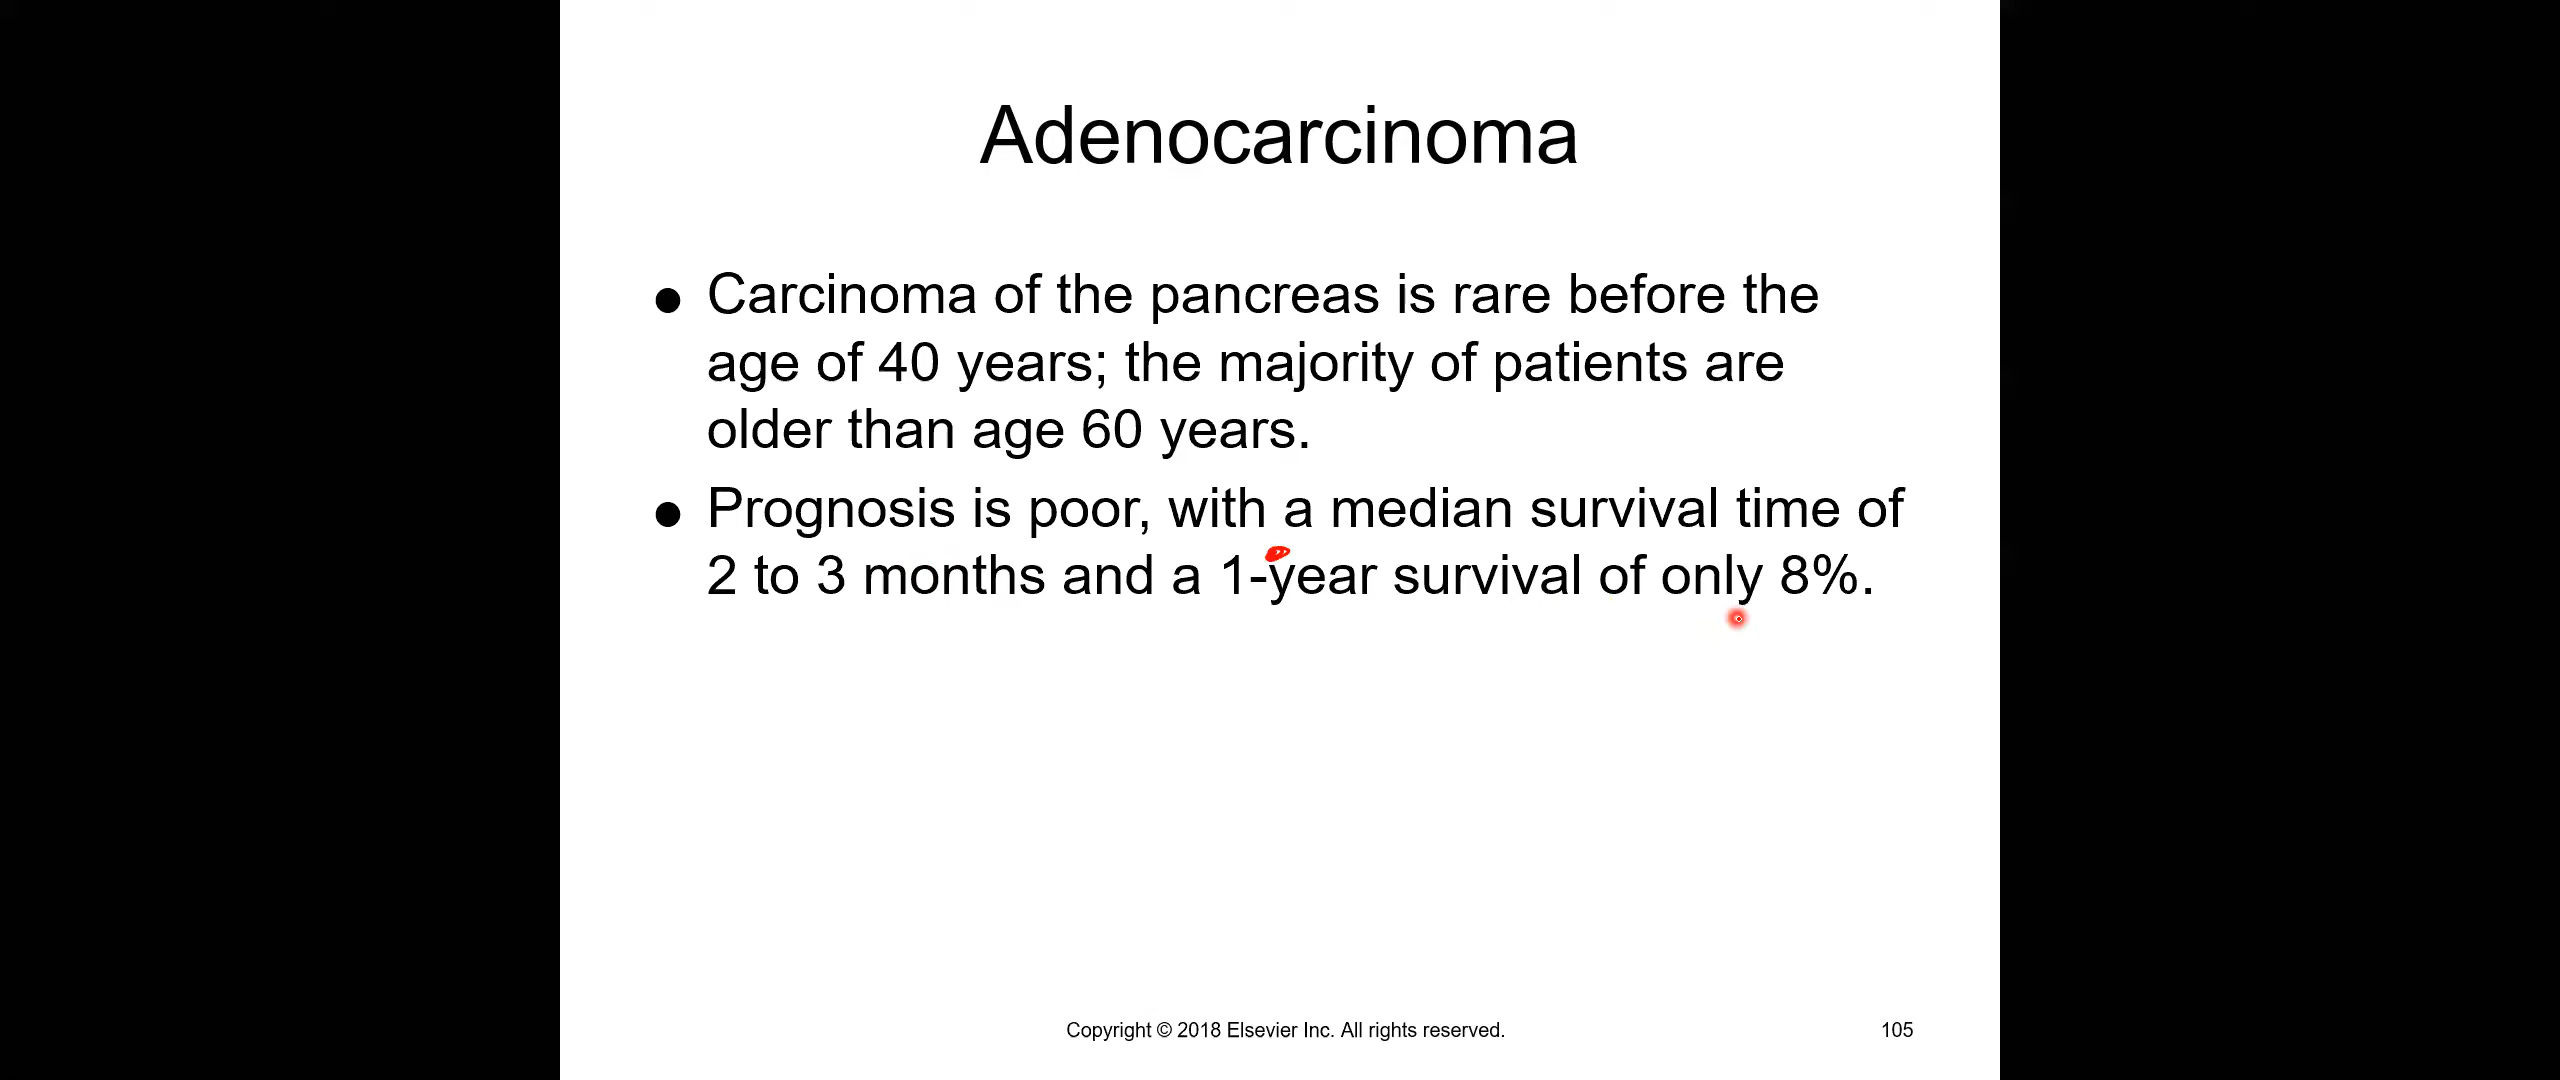 Adenocarcinoma
● Carcinoma of the pancreas is rare before the
age of 40 years; the majority of patients are
older than age 60 years.
● Prognosis is poor, with a median survival time of
2 to 3 months and a 1-year survival of only 8%.
Copyright © 2018 Elsevier Inc. All rights reserved.
105